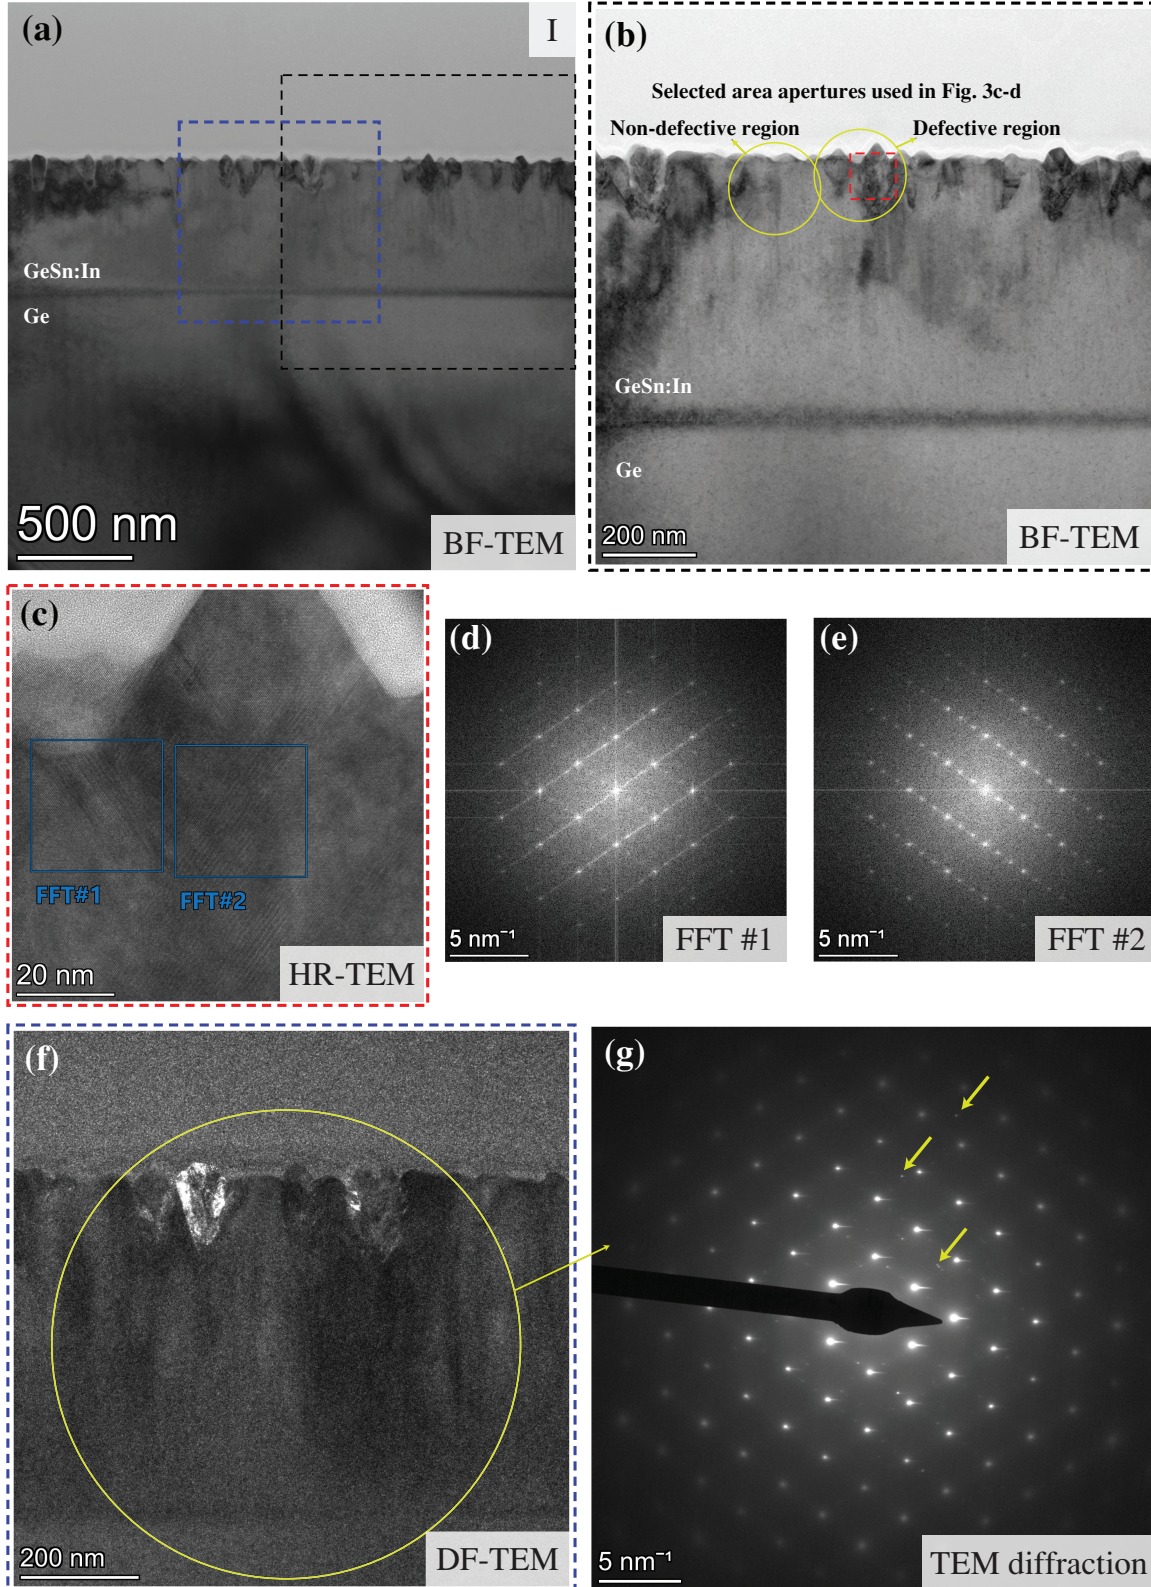 (a)
I
GeSn:In
Ge
500 nm
BF-TEM
(b)
Selected area apertures used in Fig. 3c-d
Non-defective region
Defective region
GeSn:In
Ge
200 nm
BF-TEM
(c)
FFT#1
FFT#2
20 nm
HR-TEM
(d)
5 nm⁻¹
FFT #1
(e)
5 nm⁻¹
FFT #2
(f)
200 nm
DF-TEM
(g)
5 nm⁻¹
TEM diffraction